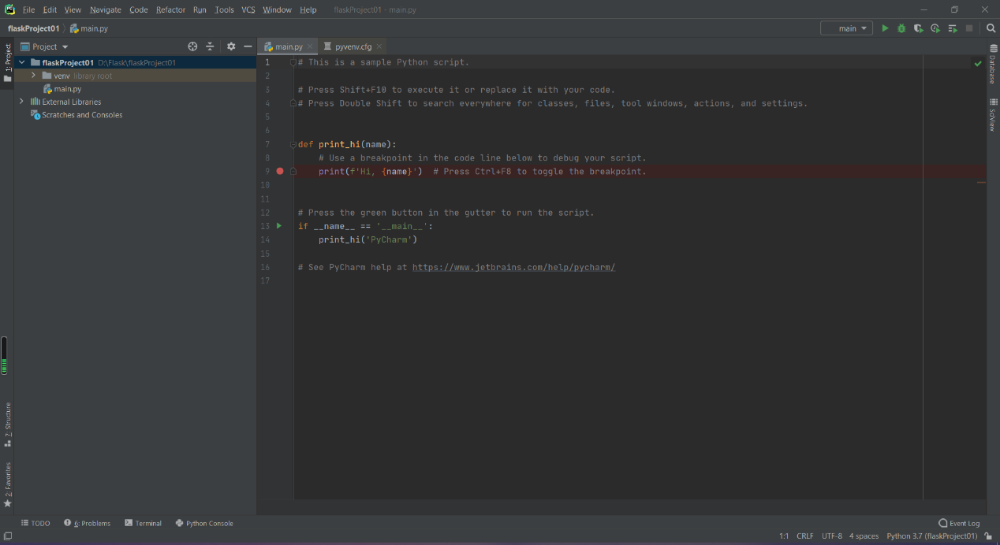 PC File Edit View Navigate Code Refactor Run Tools VCS Window Help flaskProject01 - main.py
flaskProject01 main.py main
1: Project
Project
flaskProject01 D:\Flask\flaskProject01
venv library root
main.py
External Libraries
Scratches and Consoles
main.py pyvenv.cfg
1 # This is a sample Python script.
2
3 # Press Shift+F10 to execute it or replace it with your code.
4 # Press Double Shift to search everywhere for classes, files, tool windows, actions, and settings.
5
6
7 def print_hi(name):
8 # Use a breakpoint in the code line below to debug your script.
9 print(f'Hi, {name}') # Press Ctrl+F8 to toggle the breakpoint.
10
11
12 # Press the green button in the gutter to run the script.
13 if __name__ == '__main__':
14 print_hi('PyCharm')
15
16 # See PyCharm help at https://www.jetbrains.com/help/pycharm/
17
Database
SciView
7: Structure
2: Favorites
TODO 6: Problems Terminal Python Console Event Log
1:1 CRLF UTF-8 4 spaces Python 3.7 (flaskProject01)